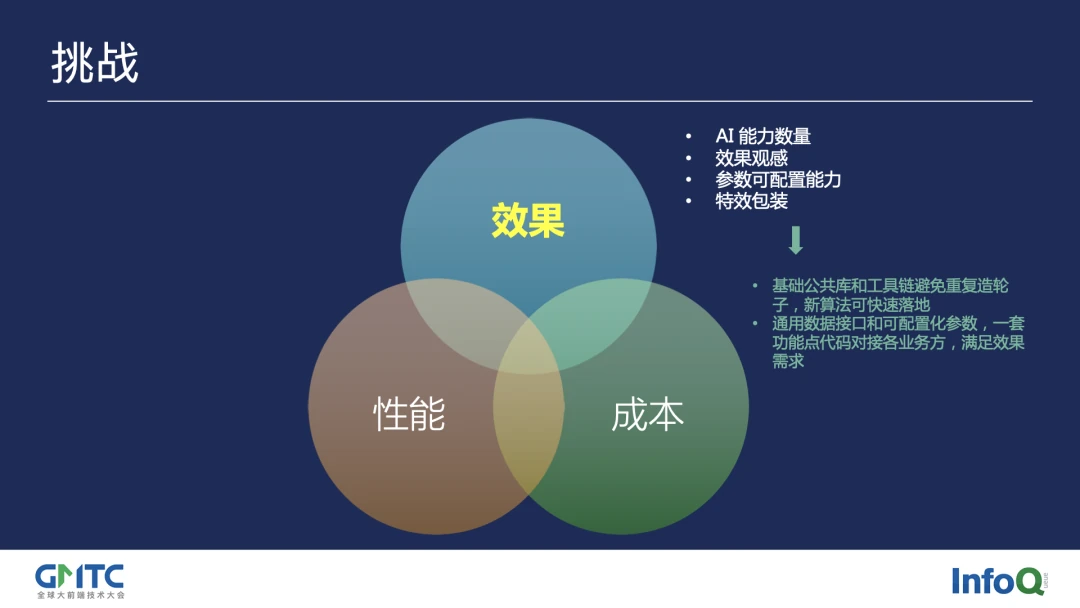 挑战
• AI 能力数量
• 效果观感
• 参数可配置能力
• 特效包装
效果
• 基础公共库和工具链避免重复造轮
子，新算法可快速落地
• 通用数据接口和可配置化参数，一套
功能点代码对接各业务方，满足效果
需求
性能
成本
GMTC
全球大前端技术大会
InfoQ